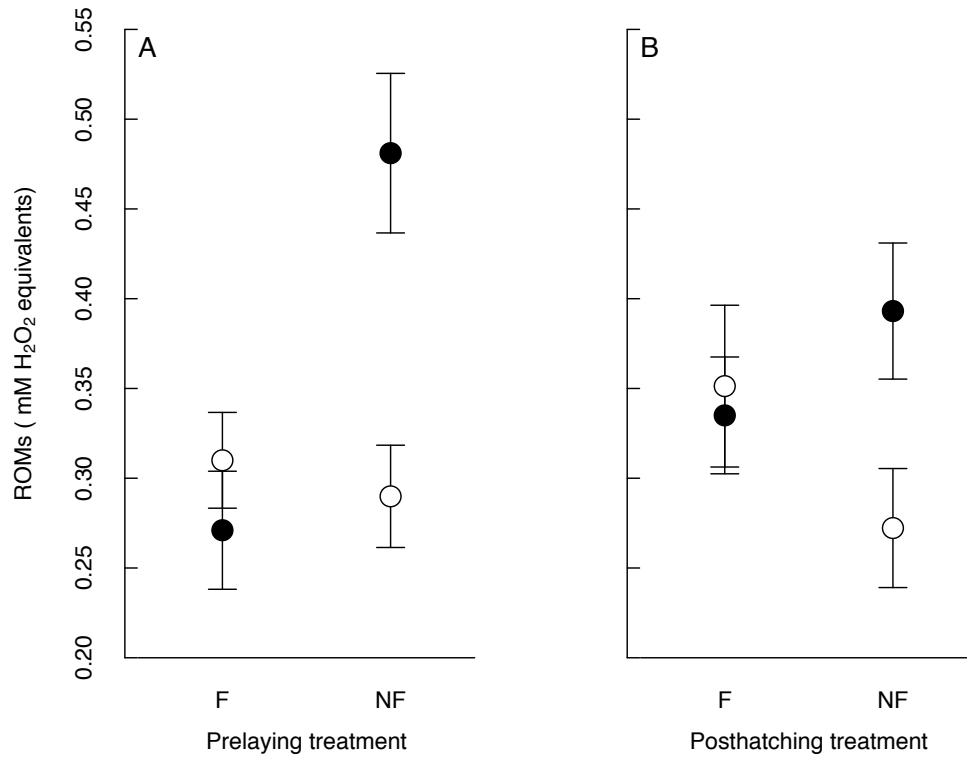 A
B
ROMs ( mM H₂O₂ equivalents)
0.55
0.50
0.45
0.40
0.35
0.30
0.25
0.20
F NF
F NF
Prelaying treatment
Posthatching treatment